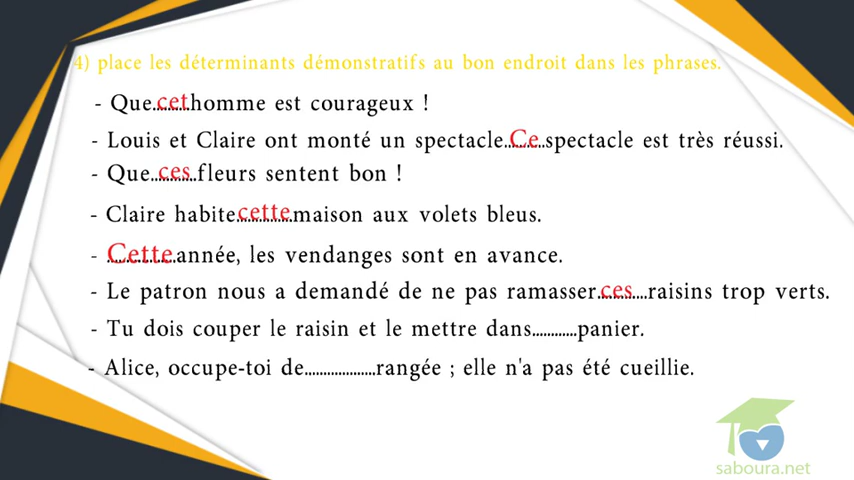 4) place les déterminants démonstratifs au bon endroit dans les phrases.
- Que..cet..homme est courageux !
- Louis et Claire ont monté un spectacle..Ce..spectacle est très réussi.
- Que..ces..fleurs sentent bon !
- Claire habite..cette..maison aux volets bleus.
- Cette..année, les vendanges sont en avance.
- Le patron nous a demandé de ne pas ramasser..ces....raisins trop verts.
- Tu dois couper le raisin et le mettre dans............panier.
- Alice, occupe-toi de....................rangée ; elle n'a pas été cueillie.
saboura.net